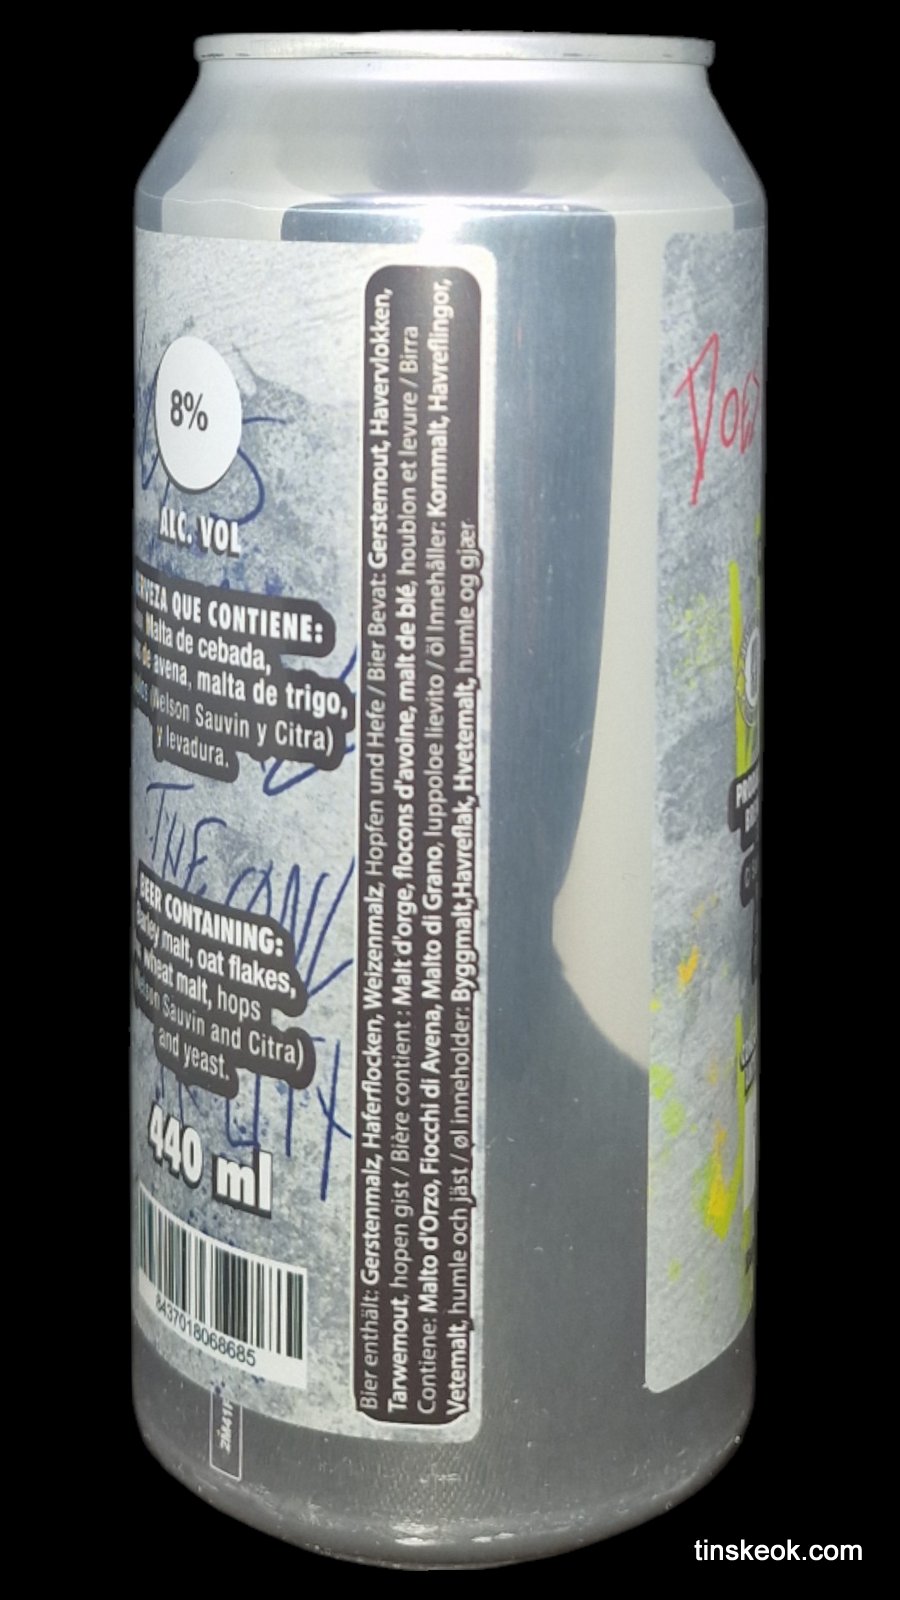 8%
ALC. VOL
QUE CONTIENE:
Malta de cebada,
de avena, malta de trigo,
(Nelson Sauvin y Citra)
y levadura.
THE ONLY
BEER CONTAINING:
Barley malt, oat flakes,
wheat malt, hops
Sauvin and Citra)
and yeast.
440 ml
8437018068685
Bier enthält: Gerstenmalz, Haferflocken, Weizenmalz, Hopfen und Hefe / Bier Bevat: Gerstemout, Havervlokken,
Tarwemout, hopen gist / Bière contient : Malt d'orge, flocons d'avoine, malt de blé, houblon et levure / Birra
Contiene: Malto d'Orzo, Fiocchi di Avena, Malto di Grano, luppoloe lievito / öl Innehåller: Kornmalt, Havreflingor,
Vetemalt, humle och jäst / øl inneholder: Byggmalt,Havreflak, Hvetemalt, humle og gjær
tinskeok.com